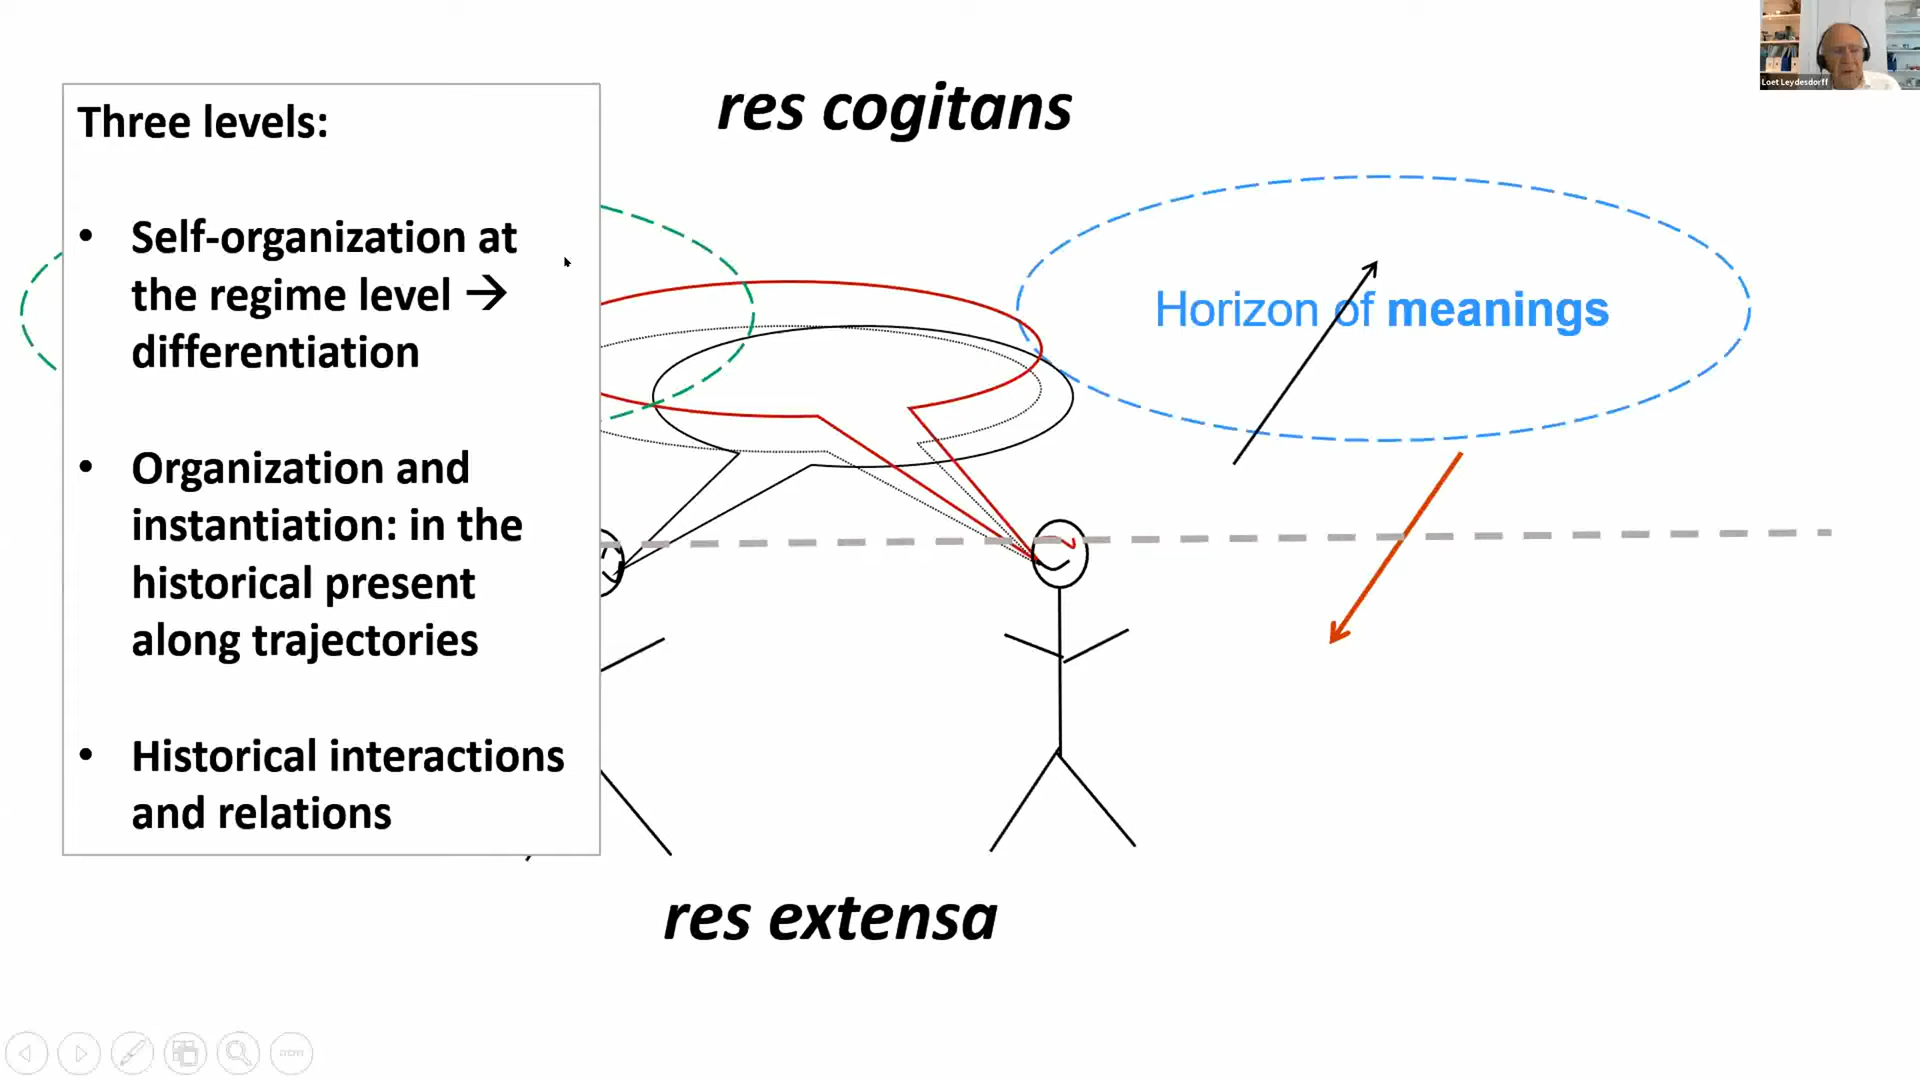 res cogitans
Loet Leydesdorff
Three levels:
• Self-organization at
the regime level →
differentiation
Horizon of meanings
• Organization and
instantiation: in the
historical present
along trajectories
• Historical interactions
and relations
res extensa